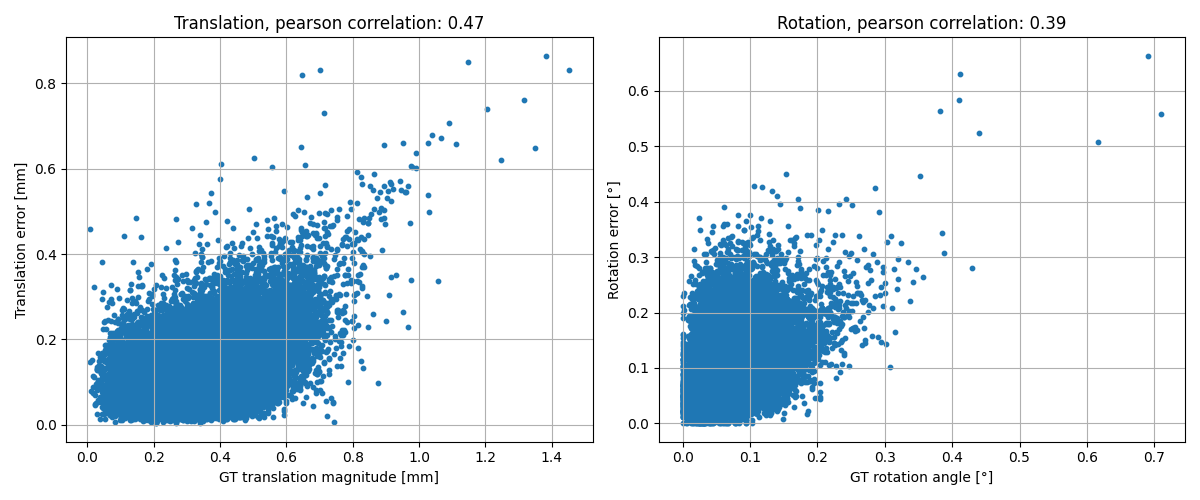 Translation, pearson correlation: 0.47
Translation error [mm]
0.8
0.6
0.4
0.2
0.0
0.0 0.2 0.4 0.6 0.8 1.0 1.2 1.4
GT translation magnitude [mm]
Rotation, pearson correlation: 0.39
Rotation error [°]
0.6
0.5
0.4
0.3
0.2
0.1
0.0
0.0 0.1 0.2 0.3 0.4 0.5 0.6 0.7
GT rotation angle [°]